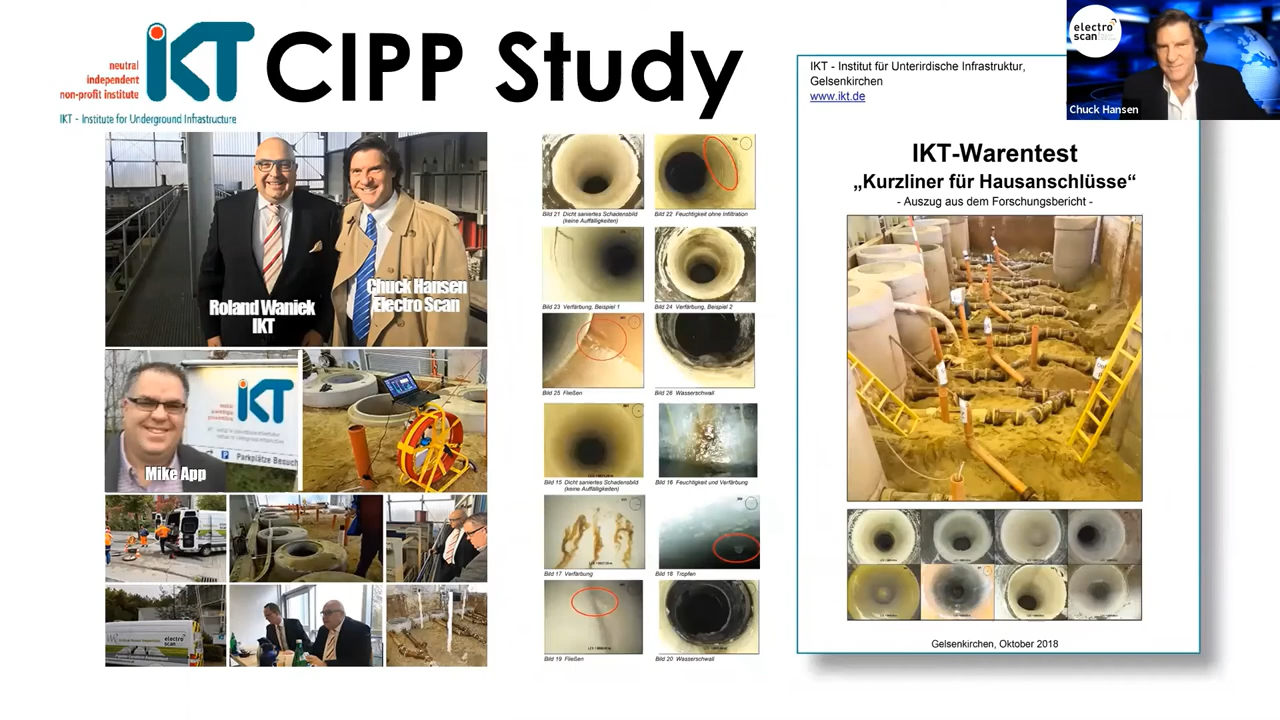 neutral
independent
non-profit institute
iKT
IKT - Institute for Underground Infrastructure
CIPP Study
electro
scan
Chuck Hansen
Roland Waniek
IKT
Chuck Hansen
Electro Scan
Mike App
iKT
Parkplätze Besuch
electro
scan
Bild 21 Dicht saniertes Schadensbild
(keine Auffälligkeiten)
Bild 22 Feuchtigkeit ohne Infiltration
Bild 23 Verfärbung, Beispiel 1
Bild 24 Verfärbung, Beispiel 2
Bild 25 Fließen
Bild 26 Wasserschwall
Bild 15 Dicht saniertes Schadensbild
(keine Auffälligkeiten)
Bild 16 Feuchtigkeit und Verfärbung
Bild 17 Verfärbung
Bild 18 Tropfen
Bild 19 Fließen
Bild 20 Wasserschwall
IKT - Institut für Unterirdische Infrastruktur,
Gelsenkirchen
www.ikt.de
IKT-Warentest
„Kurzliner für Hausanschlüsse“
- Auszug aus dem Forschungsbericht -
Gelsenkirchen, Oktober 2018